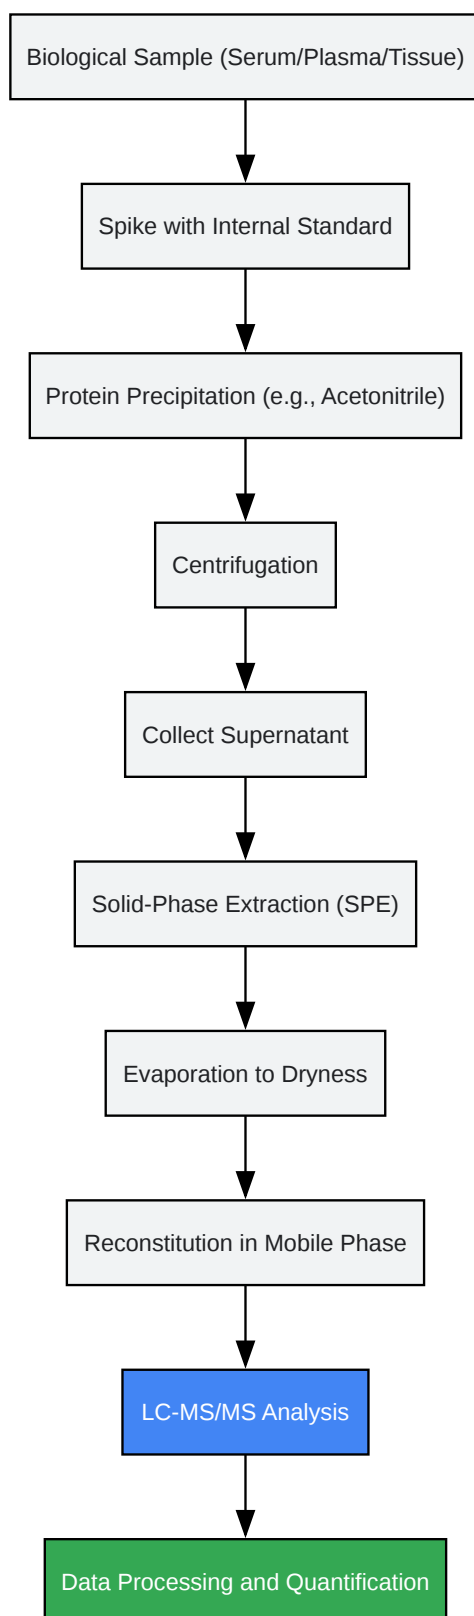 Biological Sample (Serum/Plasma/Tissue)
Spike with Internal Standard
Protein Precipitation (e.g., Acetonitrile)
Centrifugation
Collect Supernatant
Solid-Phase Extraction (SPE)
Evaporation to Dryness
Reconstitution in Mobile Phase
LC-MS/MS Analysis
Data Processing and Quantification